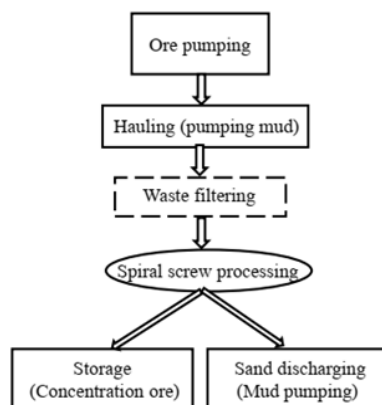 Ore pumping
Hauling (pumping mud)
Waste filtering
Spiral screw processing
Storage
(Concentration ore)
Sand discharging
(Mud pumping)